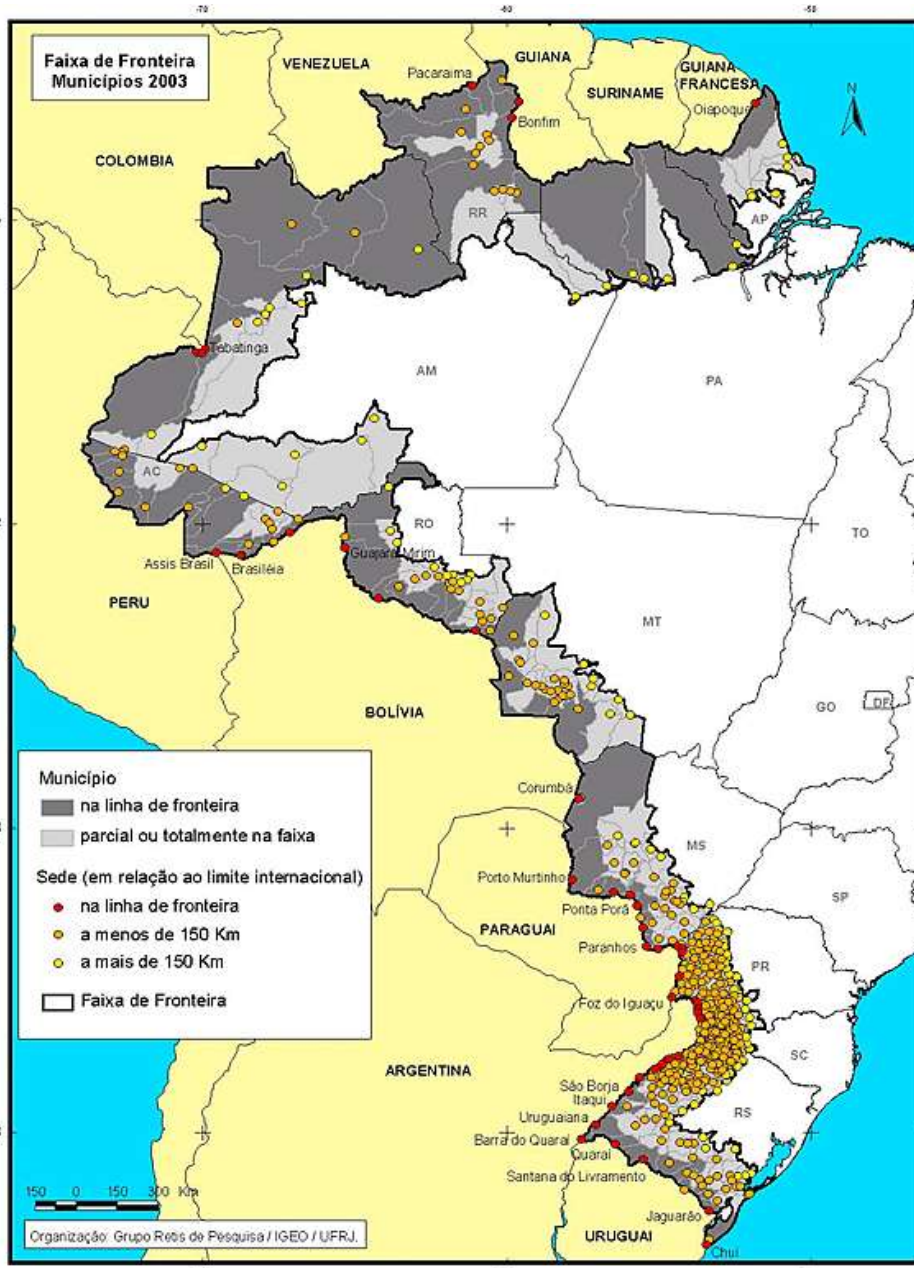 -70
-60
-50
Faixa de Fronteira
Municípios 2003
VENEZUELA
GUIANA
SURINAME
GUIANA
FRANCESA
Pacaraima
Oiapoque
Bonfim
N
COLOMBIA
RR
AP
Tabatinga
AM
PA
AC
RO
TO
Assis Brasil
Brasiléia
Guajará-Mirim
PERU
MT
BOLÍVIA
GO
DF
Município
na linha de fronteira
parcial ou totalmente na faixa
Sede (em relação ao limite internacional)
na linha de fronteira
a menos de 150 Km
a mais de 150 Km
Faixa de Fronteira
Corumbá
MS
Porto Murtinho
SP
Ponta Porã
PARAGUAI
Paranhos
PR
Foz do Iguaçu
ARGENTINA
SC
São Borja
Itaqui
RS
Uruguaiana
Barra do Quaraí
Quaraí
Santana do Livramento
150 0 150 300 Km
Jaguarão
Organização: Grupo Retis de Pesquisa / IGEO / UFRJ.
URUGUAI
Chuí